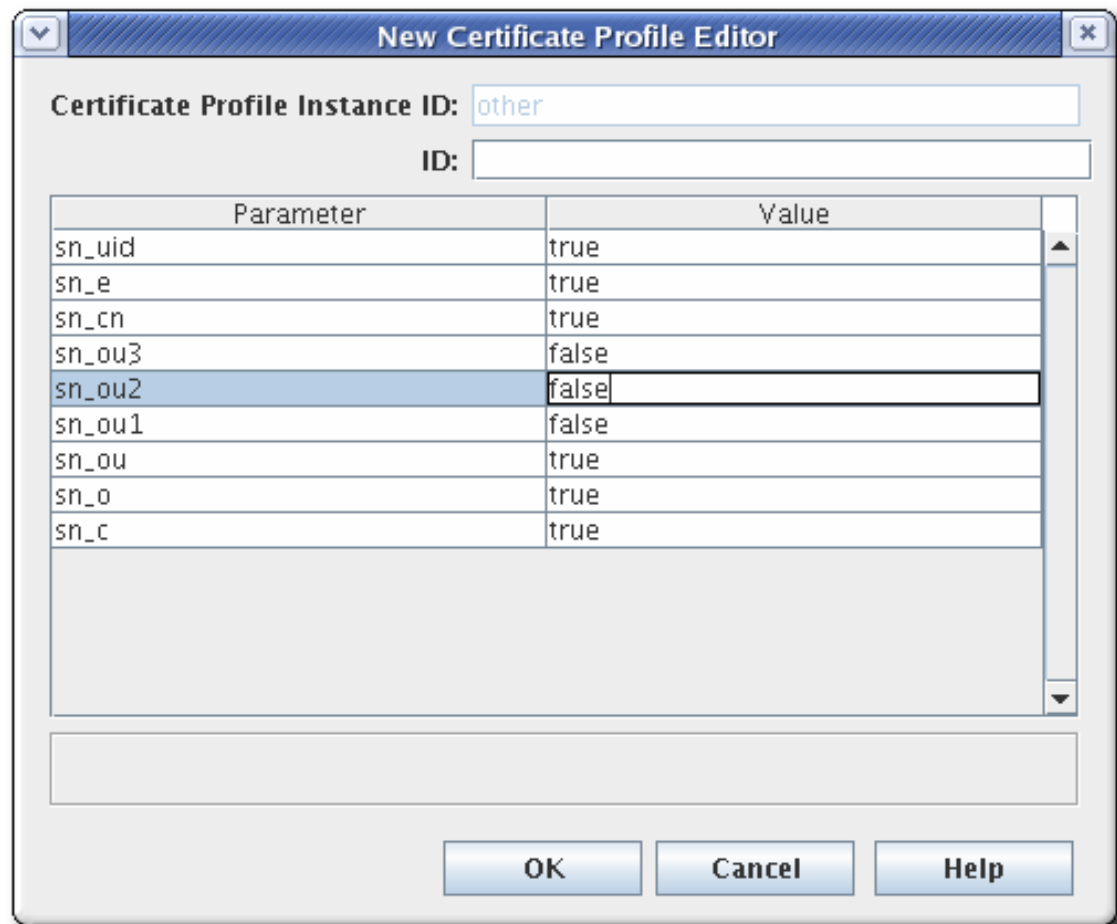 New Certificate Profile Editor
Certificate Profile Instance ID: other
ID:
Parameter Value
sn_uid true
sn_e true
sn_cn true
sn_ou3 false
sn_ou2 false
sn_ou1 false
sn_ou true
sn_o true
sn_c true
OK Cancel Help